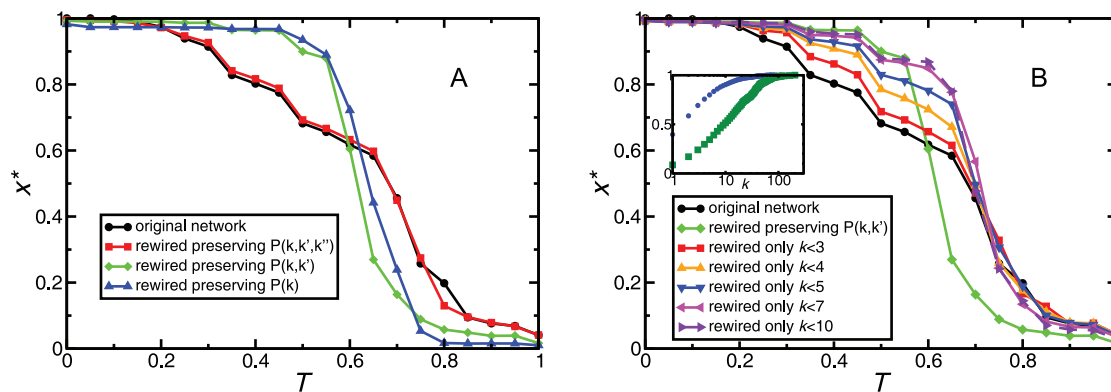 A
1
0.8
0.6
0.4
0.2
0
x*
original network
rewired preserving P(k,k',k'')
rewired preserving P(k,k')
rewired preserving P(k)
0 0.2 0.4 0.6 0.8 1
T
B
1
0.8
0.6
0.4
0.2
0
x*
1
0.5
1 10 100
k
original network
rewired preserving P(k,k')
rewired only k<3
rewired only k<4
rewired only k<5
rewired only k<7
rewired only k<10
0 0.2 0.4 0.6 0.8
T